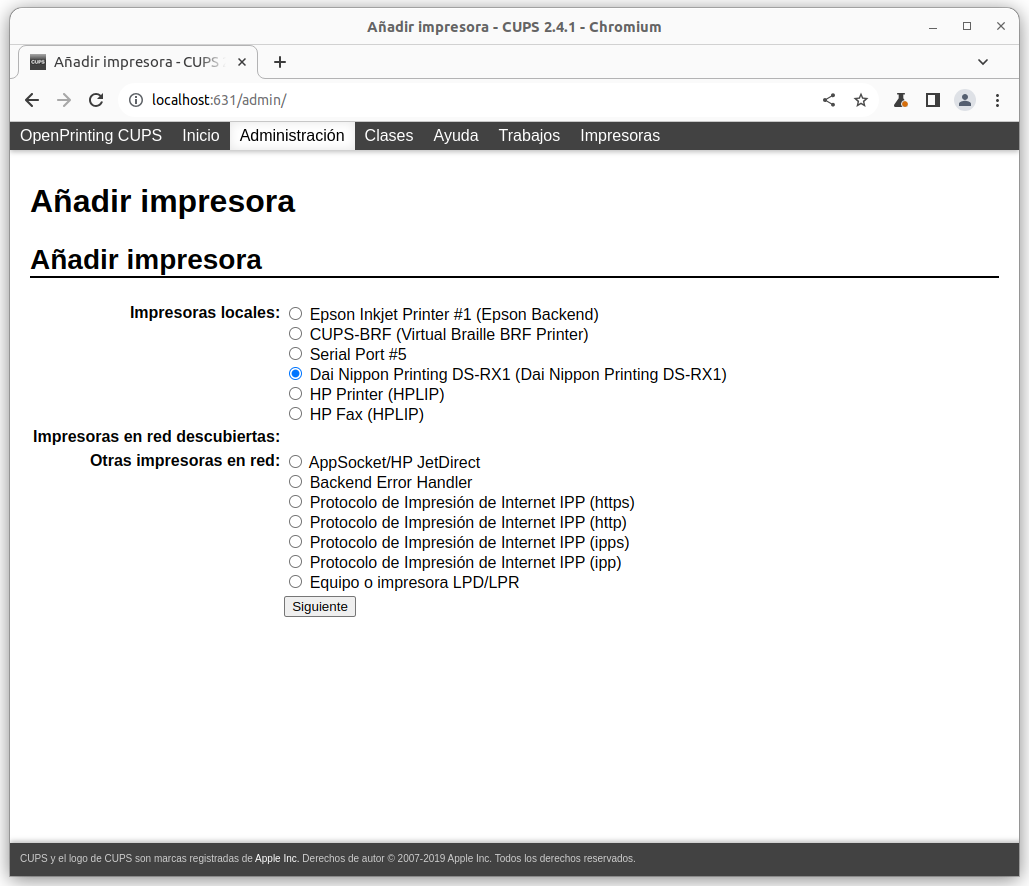 Añadir impresora - CUPS 2.4.1 - Chromium
CUPS Añadir impresora - CUPS
localhost:631/admin/
OpenPrinting CUPS Inicio Administración Clases Ayuda Trabajos Impresoras
Añadir impresora
Añadir impresora
Impresoras locales: Epson Inkjet Printer #1 (Epson Backend)
CUPS-BRF (Virtual Braille BRF Printer)
Serial Port #5
Dai Nippon Printing DS-RX1 (Dai Nippon Printing DS-RX1)
HP Printer (HPLIP)
HP Fax (HPLIP)
Impresoras en red descubiertas:
Otras impresoras en red: AppSocket/HP JetDirect
Backend Error Handler
Protocolo de Impresión de Internet IPP (https)
Protocolo de Impresión de Internet IPP (http)
Protocolo de Impresión de Internet IPP (ipps)
Protocolo de Impresión de Internet IPP (ipp)
Equipo o impresora LPD/LPR
Siguiente
CUPS y el logo de CUPS son marcas registradas de Apple Inc. Derechos de autor © 2007-2019 Apple Inc. Todos los derechos reservados.